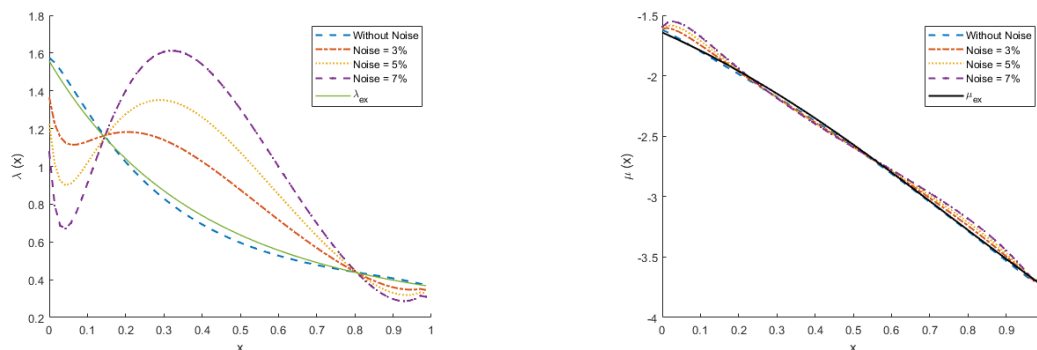 1.8
1.6
1.4
1.2
1
0.8
0.6
0.4
0.2
λ (x)
0 0.1 0.2 0.3 0.4 0.5 0.6 0.7 0.8 0.9 1
x
Without Noise
Noise = 3%
Noise = 5%
Noise = 7%
λex
-1.5
-2
-2.5
-3
-3.5
-4
μ (x)
0 0.1 0.2 0.3 0.4 0.5 0.6 0.7 0.8 0.9
x
Without Noise
Noise = 3%
Noise = 5%
Noise = 7%
μex